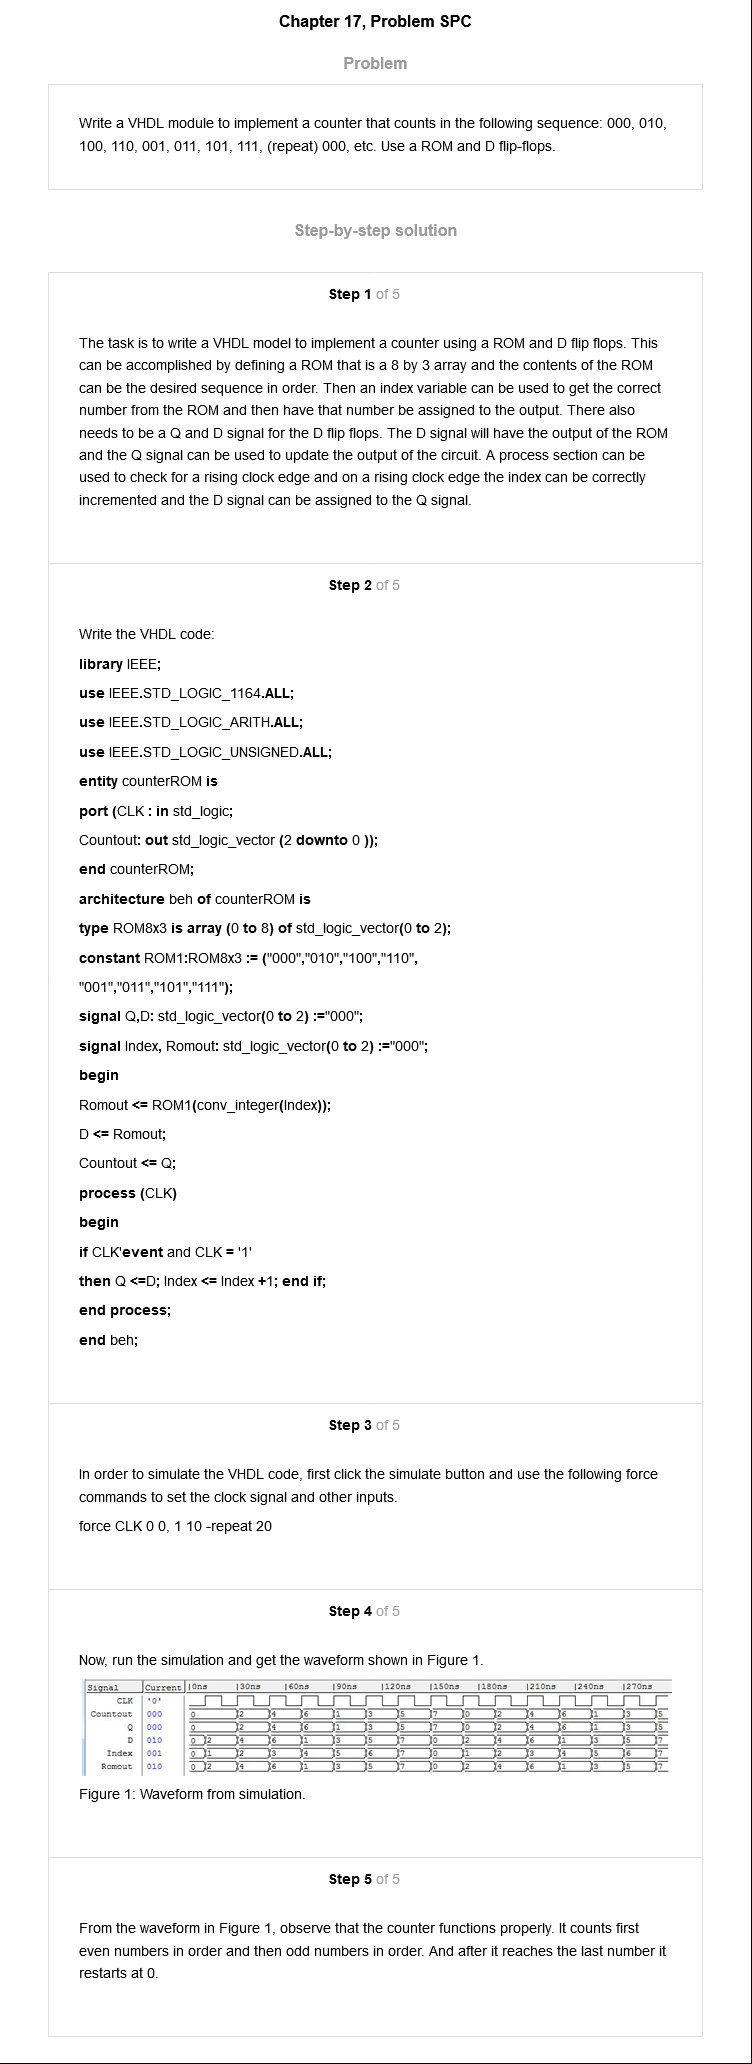 Chapter 17, Problem SPC
Problem
Write a VHDL module to implement a counter that counts in the following sequence: 000, 010,
100, 110, 001, 011, 101, 111, (repeat) 000, etc. Use a ROM and D flip-flops.
Step-by-step solution
Step 1 of 5
The task is to write a VHDL model to implement a counter using a ROM and D flip flops. This
can be accomplished by defining a ROM that is a 8 by 3 array and the contents of the ROM
can be the desired sequence in order. Then an index variable can be used to get the correct
number from the ROM and then have that number be assigned to the output. There also
needs to be a Q and D signal for the D flip flops. The D signal will have the output of the ROM
and the Q signal can be used to update the output of the circuit. A process section can be
used to check for a rising clock edge and on a rising clock edge the index can be correctly
incremented and the D signal can be assigned to the Q signal.
Step 2 of 5
Write the VHDL code:
library IEEE;
use IEEE.STD_LOGIC_1164.ALL;
use IEEE.STD_LOGIC_ARITH.ALL;
use IEEE.STD_LOGIC_UNSIGNED.ALL;
entity counterROM is
port (CLK : in std_logic;
Countout: out std_logic_vector (2 downto 0 ));
end counterROM;
architecture beh of counterROM is
type ROM8x3 is array (0 to 8) of std_logic_vector(0 to 2);
constant ROM1:ROM8x3 := ("000","010","100","110",
"001","011","101","111");
signal Q,D: std_logic_vector(0 to 2) :="000";
signal Index, Romout: std_logic_vector(0 to 2) :="000";
begin
Romout <= ROM1(conv_integer(Index));
D <= Romout;
Countout <= Q;
process (CLK)
begin
if CLK'event and CLK = '1'
then Q <=D; Index <= Index +1; end if;
end process;
end beh;
Step 3 of 5
In order to simulate the VHDL code, first click the simulate button and use the following force
commands to set the clock signal and other inputs.
force CLK 0 0, 1 10 -repeat 20
Step 4 of 5
Now, run the simulation and get the waveform shown in Figure 1.
Signal Current |0ns |30ns |60ns |90ns |120ns |150ns |180ns |210ns |240ns |270ns
CLK '0'
Countout 000 0 2 4 6 1 3 5 7 0 2 4 6 1 3 5
Q 000 0 2 4 6 1 3 5 7 0 2 4 6 1 3 5
D 010 0 2 4 6 1 3 5 7 0 2 4 6 1 3 5 7
Index 001 0 1 2 3 4 5 6 7 0 1 2 3 4 5 6 7
Romout 010 0 2 4 6 1 3 5 7 0 2 4 6 1 3 5 7
Figure 1: Waveform from simulation.
Step 5 of 5
From the waveform in Figure 1, observe that the counter functions properly. It counts first
even numbers in order and then odd numbers in order. And after it reaches the last number it
restarts at 0.